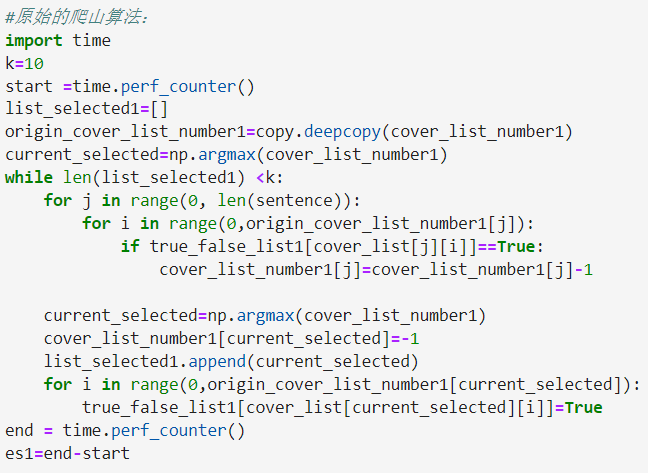 #原始的爬山算法：
import time
k=10
start =time.perf_counter()
list_selected1=[]
origin_cover_list_number1=copy.deepcopy(cover_list_number1)
current_selected=np.argmax(cover_list_number1)
while len(list_selected1) <k:
    for j in range(0, len(sentence)):
        for i in range(0,origin_cover_list_number1[j]):
            if true_false_list1[cover_list[j][i]]==True:
                cover_list_number1[j]=cover_list_number1[j]-1
    current_selected=np.argmax(cover_list_number1)
    cover_list_number1[current_selected]=-1
    list_selected1.append(current_selected)
    for i in range(0,origin_cover_list_number1[current_selected]):
        true_false_list1[cover_list[current_selected][i]]=True
end = time.perf_counter()
es1=end-start